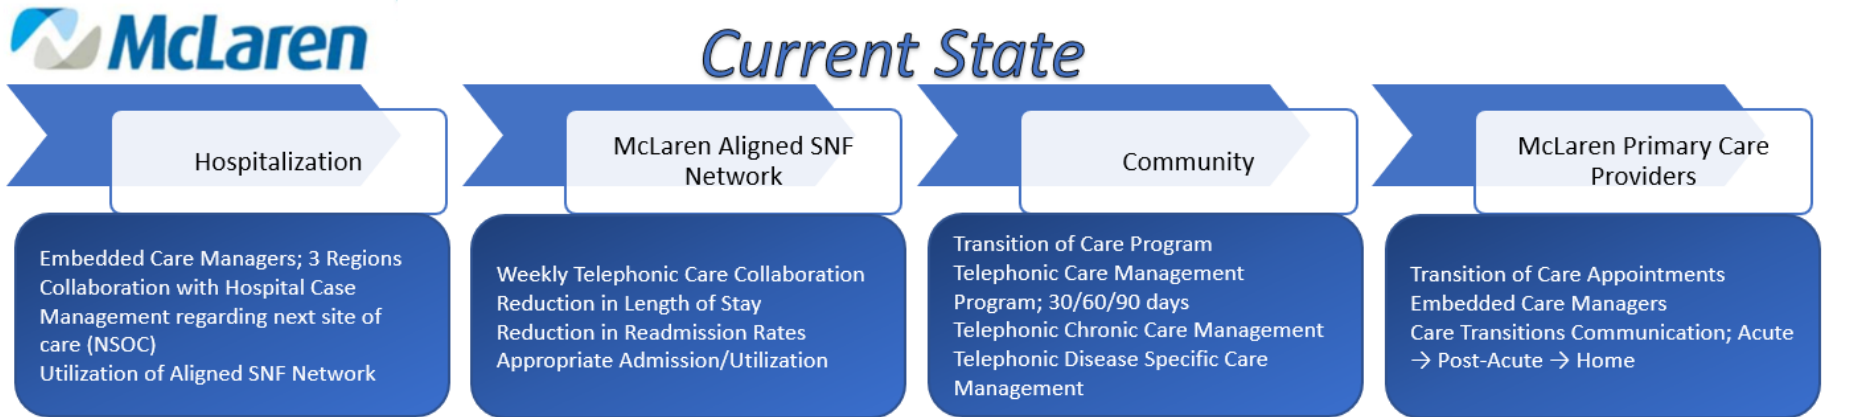 McLaren
Current State
Hospitalization
Embedded Care Managers; 3 Regions
Collaboration with Hospital Case
Management regarding next site of
care (NSOC)
Utilization of Aligned SNF Network
McLaren Aligned SNF
Network
Weekly Telephonic Care Collaboration
Reduction in Length of Stay
Reduction in Readmission Rates
Appropriate Admission/Utilization
Community
Transition of Care Program
Telephonic Care Management
Program; 30/60/90 days
Telephonic Chronic Care Management
Telephonic Disease Specific Care
Management
McLaren Primary Care
Providers
Transition of Care Appointments
Embedded Care Managers
Care Transitions Communication; Acute
→ Post-Acute → Home